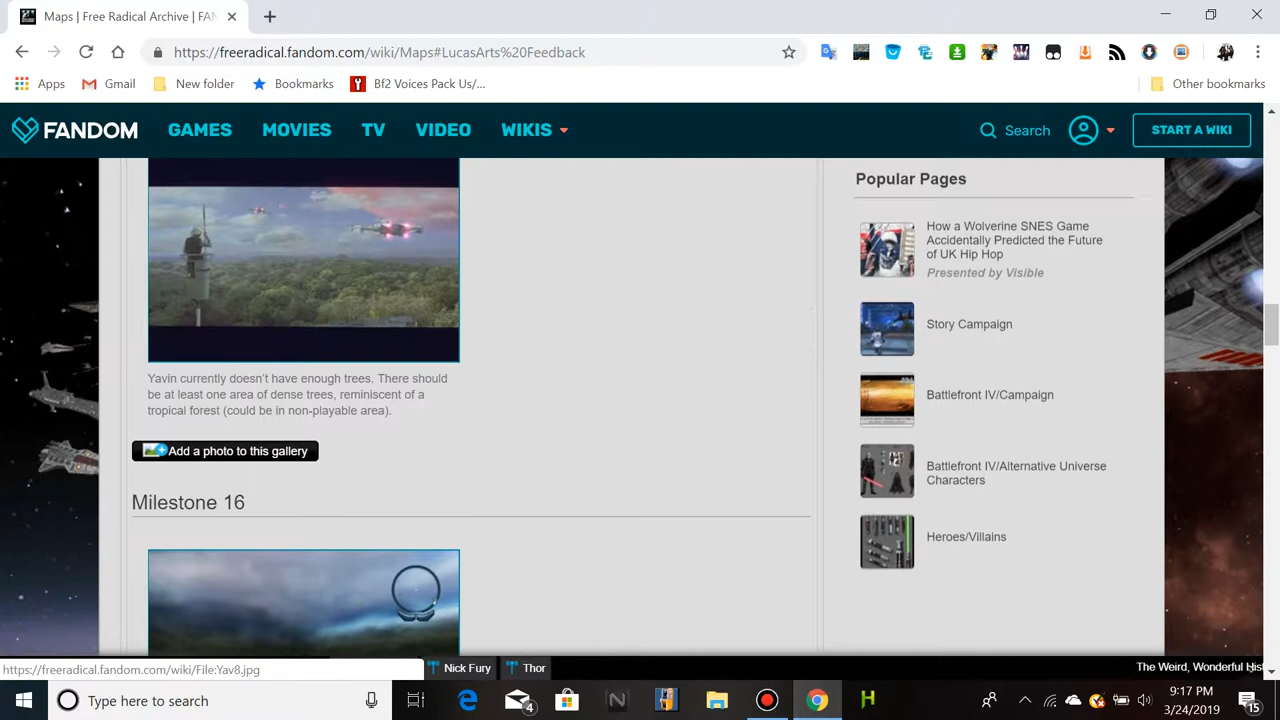 Maps | Free Radical Archive | FAN
https://freeradical.fandom.com/wiki/Maps#LucasArts%20Feedback
Apps
Gmail
New folder
Bookmarks
Bf2 Voices Pack Us/...
Other bookmarks
FANDOM
GAMES
MOVIES
TV
VIDEO
WIKIS
Search
START A WIKI
Yavin currently doesn't have enough trees. There should
be at least one area of dense trees, reminiscent of a
tropical forest (could be in non-playable area).
Add a photo to this gallery
Milestone 16
Popular Pages
How a Wolverine SNES Game
Accidentally Predicted the Future
of UK Hip Hop
Presented by Visible
Story Campaign
Battlefront IV/Campaign
Battlefront IV/Alternative Universe
Characters
Heroes/Villains
https://freeradical.fandom.com/wiki/File:Yav8.jpg
Nick Fury
Thor
The Weird, Wonderful Hist
Type here to search
4
N
H
9:17 PM
3/24/2019
15